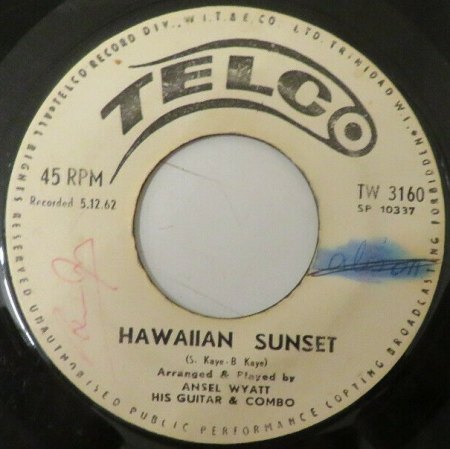 TELCO RECORD DIV., W.I.T. & E. CO. LTD. TRINIDAD W.I.
ALL RIGHTS RESERVED UNAUTHORISED PUBLIC PERFORMANCE COPYING BROADCASTING FORBIDDEN
TELCO
45 RPM
Recorded 5.12.62
TW 3160
SP 10337
HAWAIIAN SUNSET
(S. Kaye-B Kaye)
Arranged & Played by
ANSEL WYATT
HIS GUITAR & COMBO